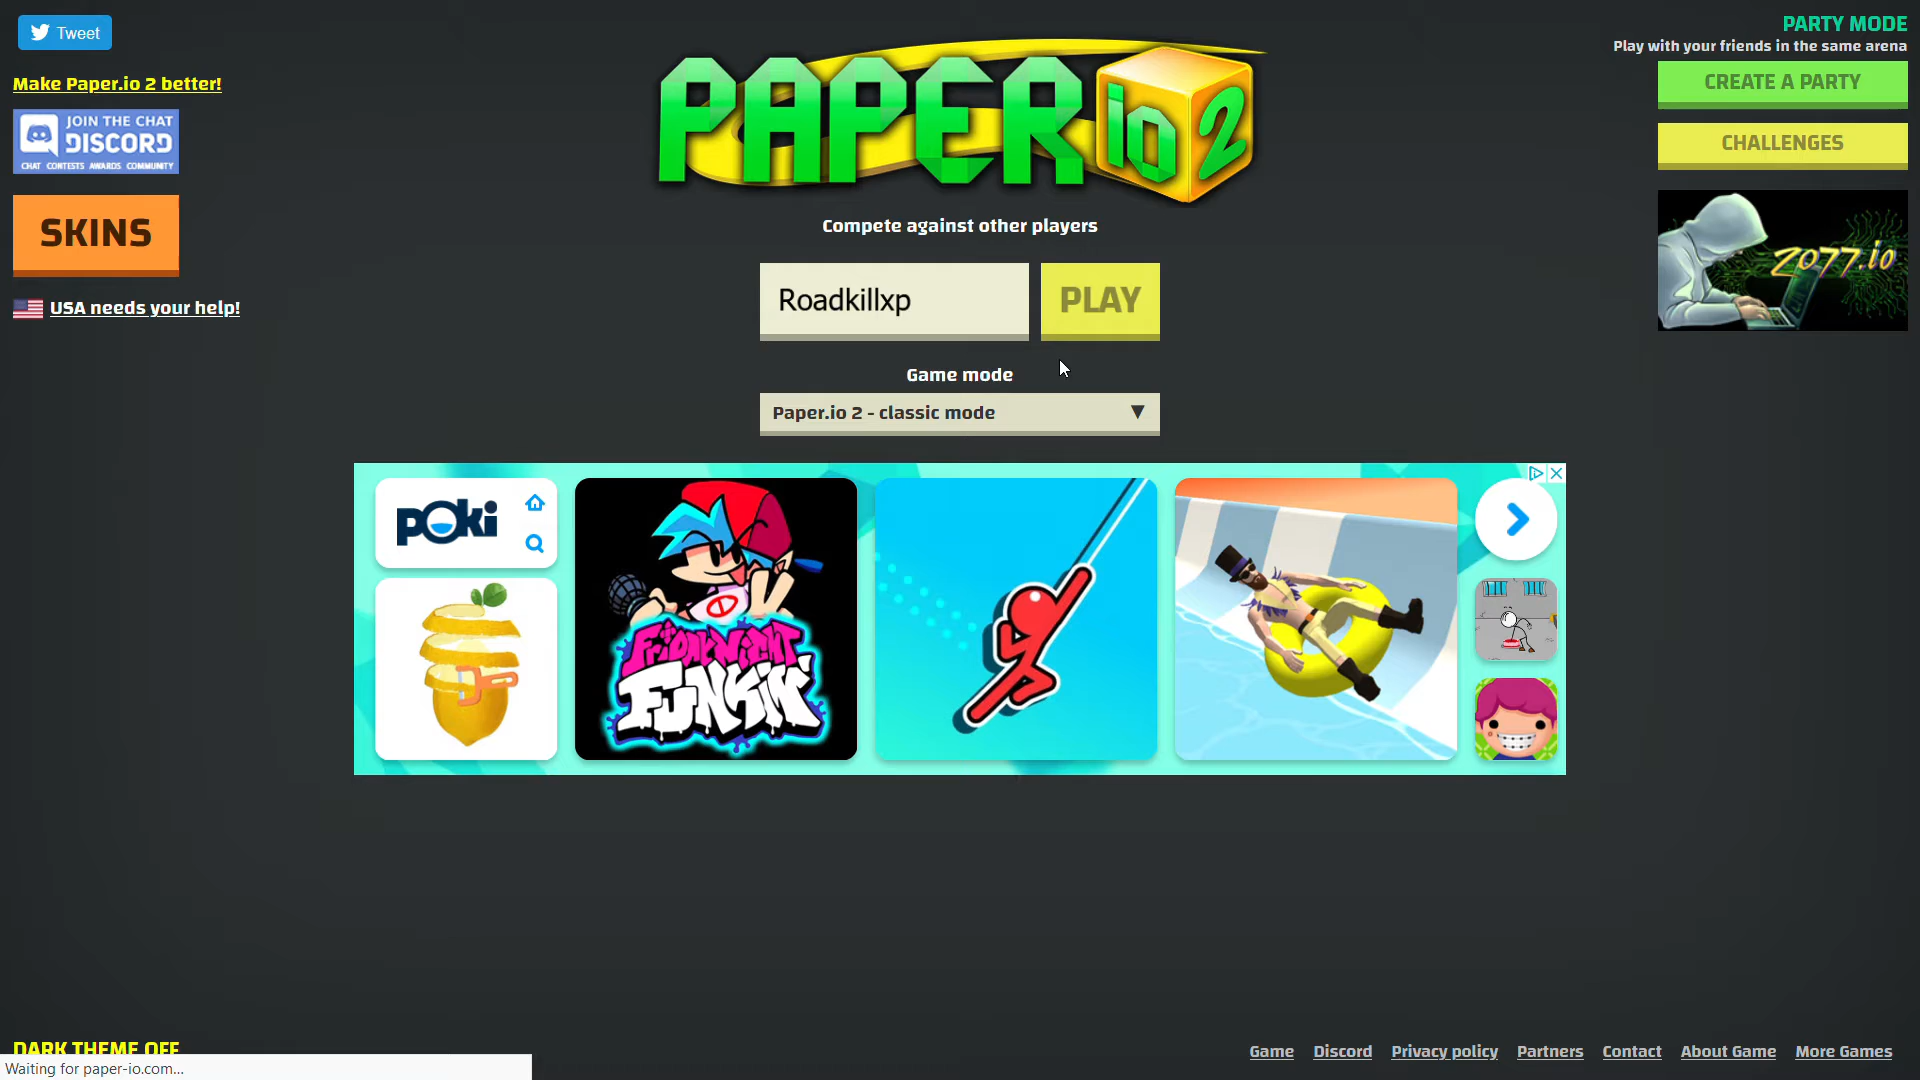 Tweet
Make Paper.io 2 better!
JOIN THE CHAT
DISCORD
CHAT CONTESTS AWARDS COMMUNITY
SKINS
USA needs your help!
PAPER io 2
Compete against other players
Roadkillxp
PLAY
Game mode
Paper.io 2 - classic mode
▼
PARTY MODE
Play with your friends in the same arena
CREATE A PARTY
CHALLENGES
2077.io
POKi
FRIDAY NIGHT
FUNKIN'
DARK THEME OFF
Waiting for paper-io.com...
Game Discord Privacy policy Partners Contact About Game More Games